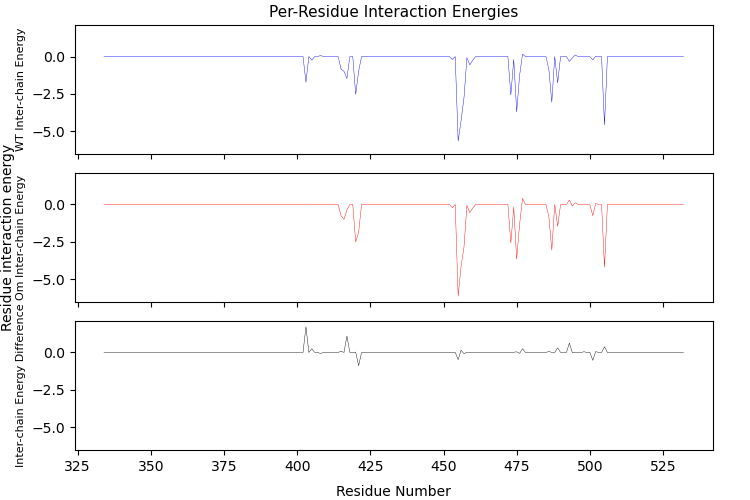 Per-Residue Interaction Energies
WT Inter-chain Energy
0.0
−2.5
−5.0
Residue interaction energy
Om Inter-chain Energy
0.0
−2.5
−5.0
Inter-chain Energy Difference
0.0
−2.5
−5.0
325 350 375 400 425 450 475 500 525
Residue Number